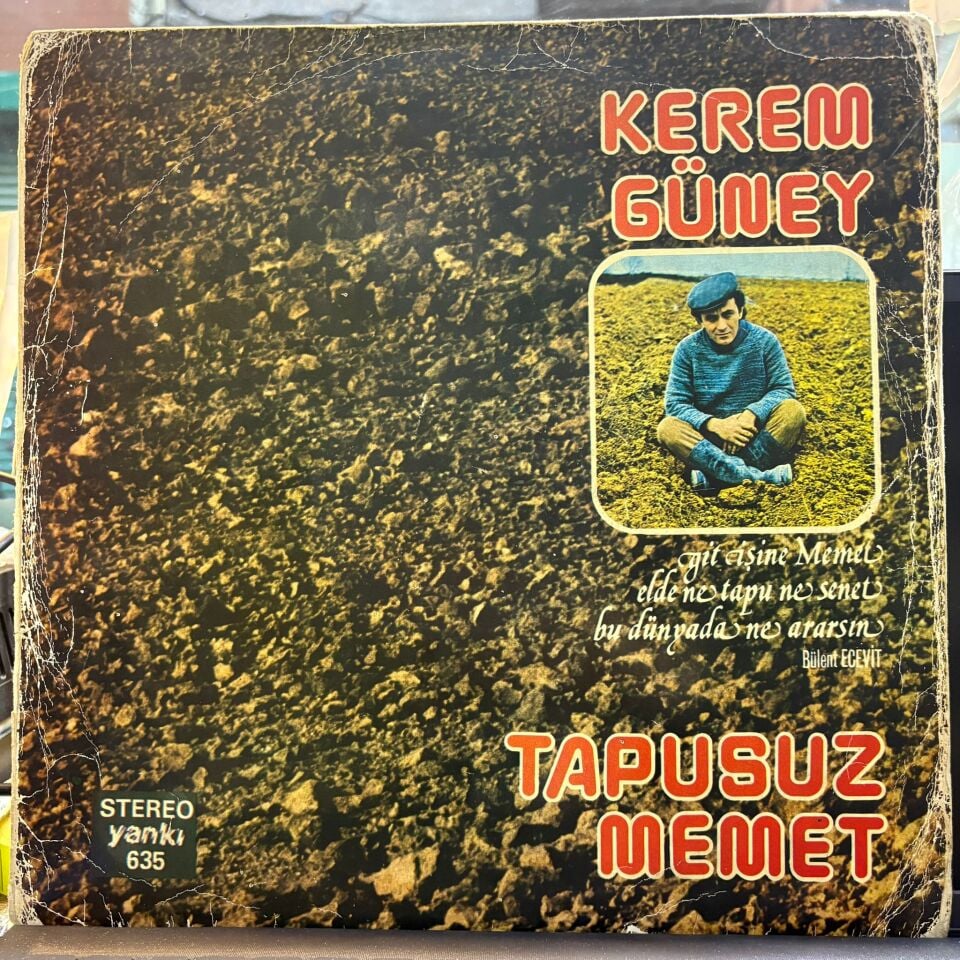 KEREM
GÜNEY
git işine Memet
elde ne tapu ne senet
bu dünyada ne ararsın
Bülent ECEVİT
TAPUSUZ
MEMET
STEREO
yankı
635